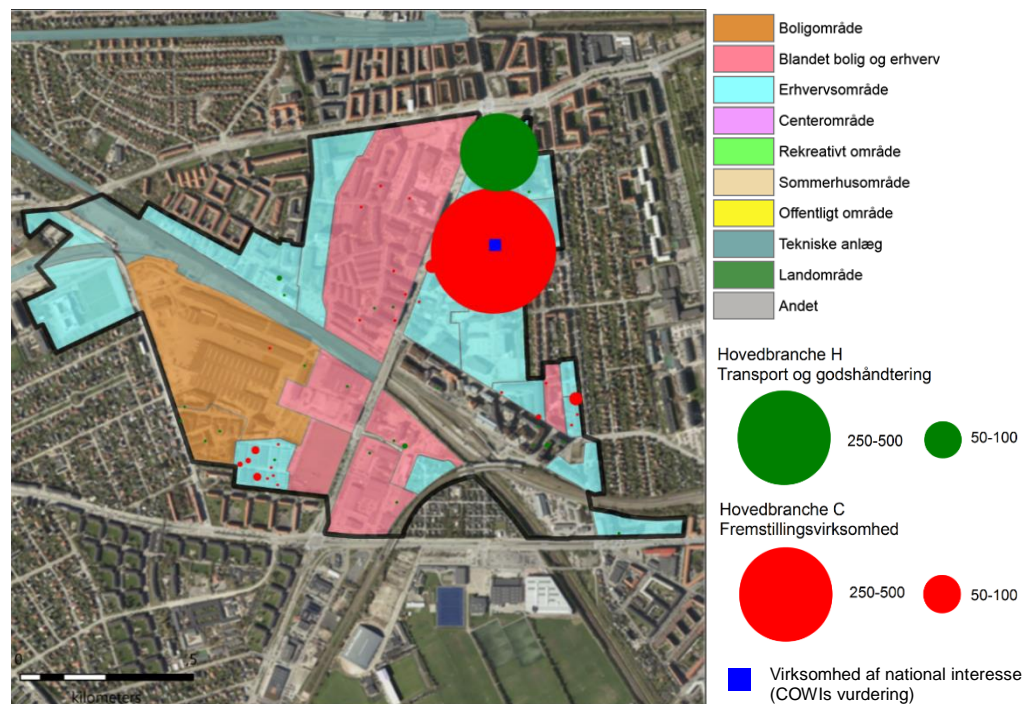 Boligområde
Blandet bolig og erhverv
Erhvervsområde
Centerområde
Rekreativt område
Sommerhusområde
Offentligt område
Tekniske anlæg
Landområde
Andet
Hovedbranche H
Transport og godshåndtering
250-500
50-100
Hovedbranche C
Fremstillingsvirksomhed
250-500
50-100
Virksomhed af national interesse
(COWIs vurdering)
0 ,5
kilometers